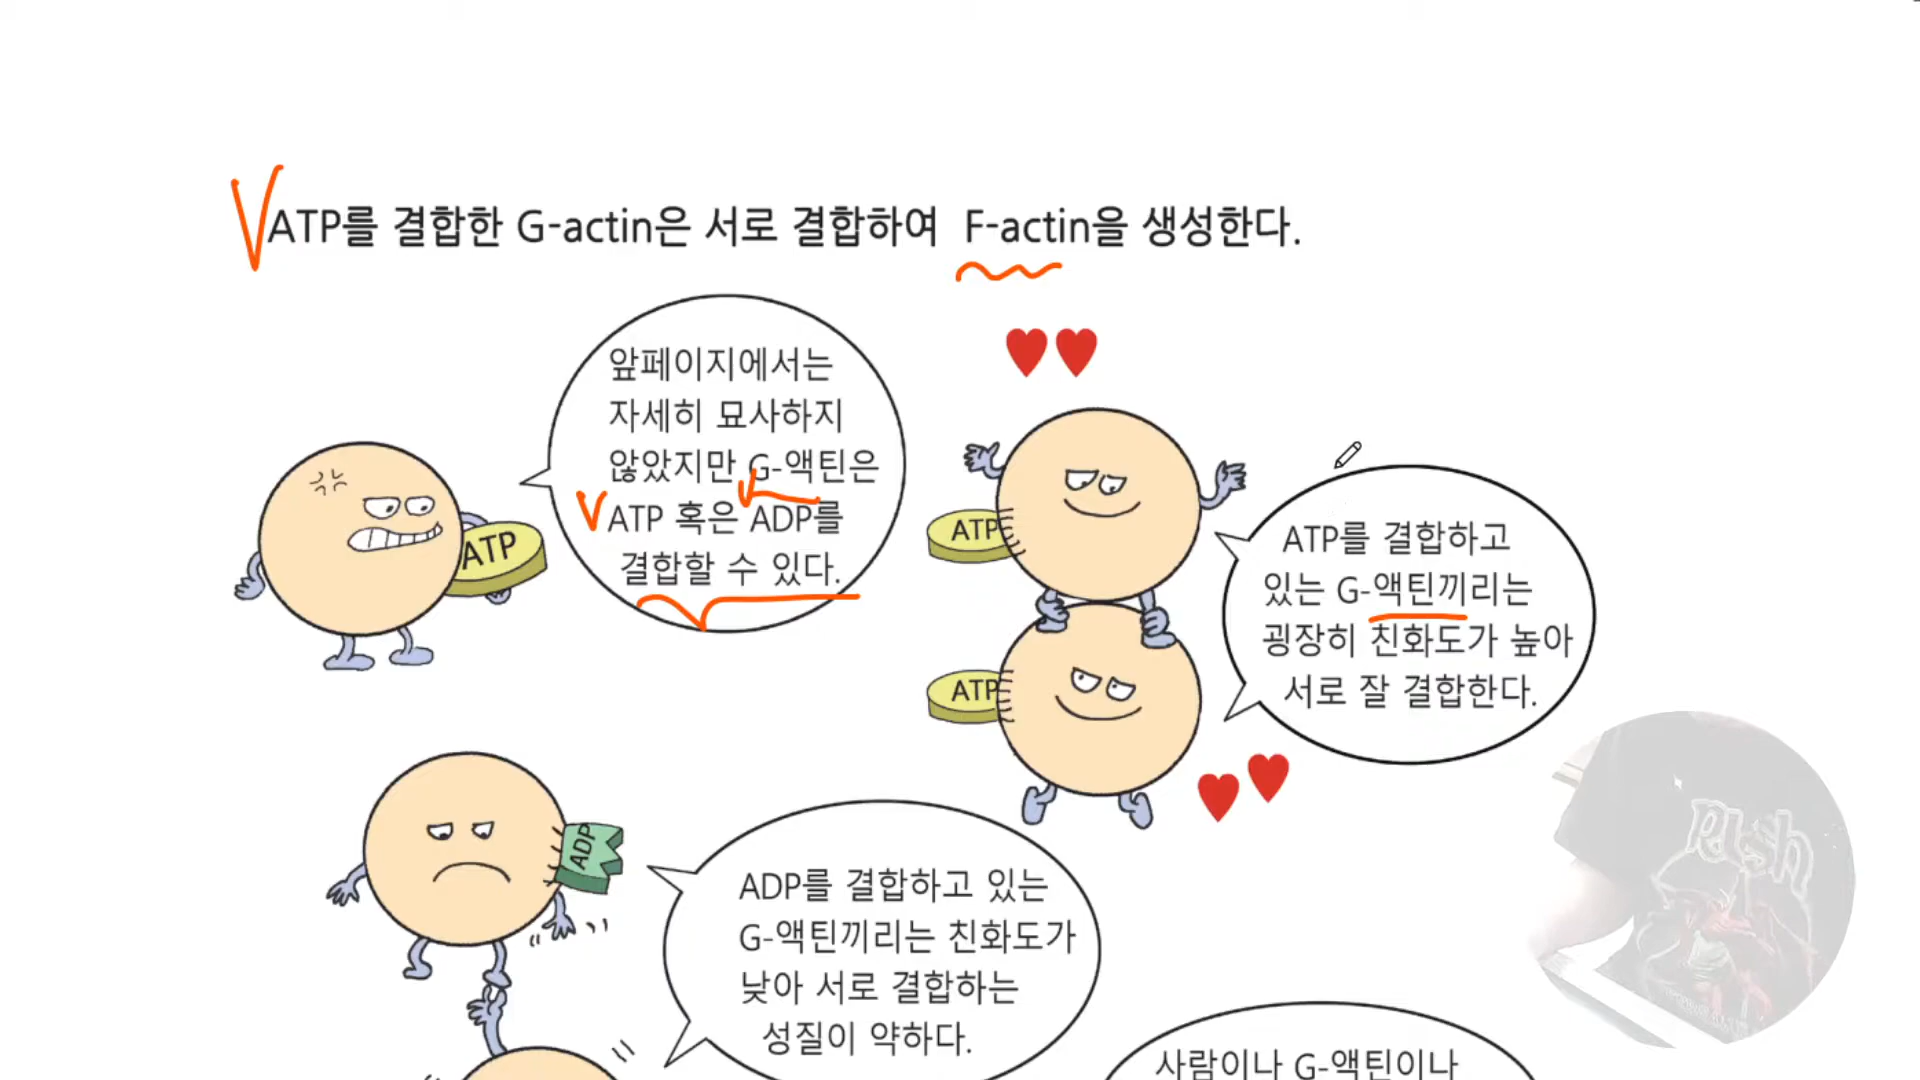 ATP를 결합한 G-actin은 서로 결합하여 F-actin을 생성한다.
앞페이지에서는
자세히 묘사하지
않았지만 G-액틴은
ATP 혹은 ADP를
결합할 수 있다.
ATP
ATP
ATP
ATP를 결합하고
있는 G-액틴끼리는
굉장히 친화도가 높아
서로 잘 결합한다.
ADP
ADP를 결합하고 있는
G-액틴끼리는 친화도가
낮아 서로 결합하는
성질이 약하다.
사람이나 G-액틴이나